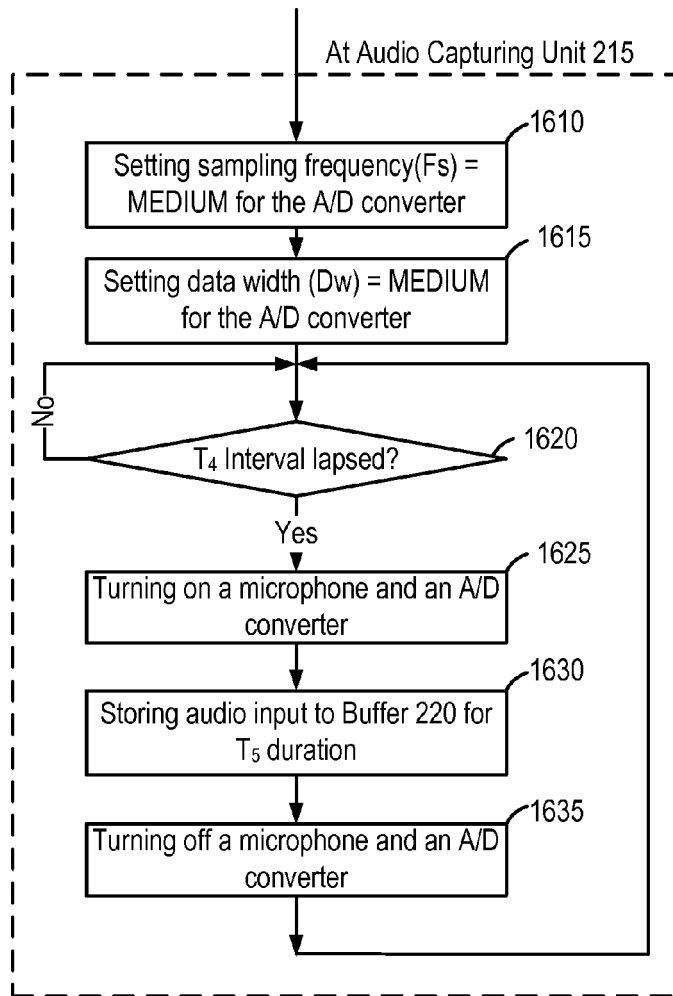 At Audio Capturing Unit 215
1610
Setting sampling frequency(Fs) =
MEDIUM for the A/D converter
1615
Setting data width (Dw) = MEDIUM
for the A/D converter
No
1620
T₄ Interval lapsed?
Yes
1625
Turning on a microphone and an A/D
converter
1630
Storing audio input to Buffer 220 for
T₅ duration
1635
Turning off a microphone and an A/D
converter